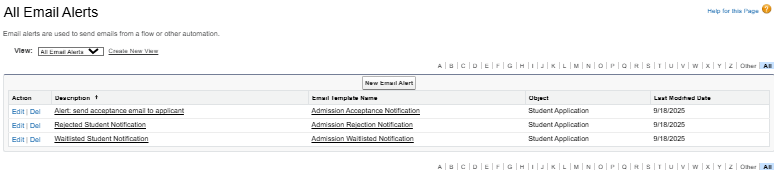 All Email Alerts
Help for this Page
Email alerts are used to send emails from a flow or other automation.
View: All Email Alerts Create New View
A | B | C | D | E | F | G | H | I | J | K | L | M | N | O | P | Q | R | S | T | U | V | W | X | Y | Z | Other All
New Email Alert
Action Description ↑ Email Template Name Object Last Modified Date
Edit | Del Alert: send acceptance email to applicant Admission Acceptance Notification Student Application 9/18/2025
Edit | Del Rejected Student Notification Admission Rejection Notification Student Application 9/18/2025
Edit | Del Waitlisted Student Notification Admission Waitlisted Notification Student Application 9/18/2025
A | B | C | D | E | F | G | H | I | J | K | L | M | N | O | P | Q | R | S | T | U | V | W | X | Y | Z | Other All